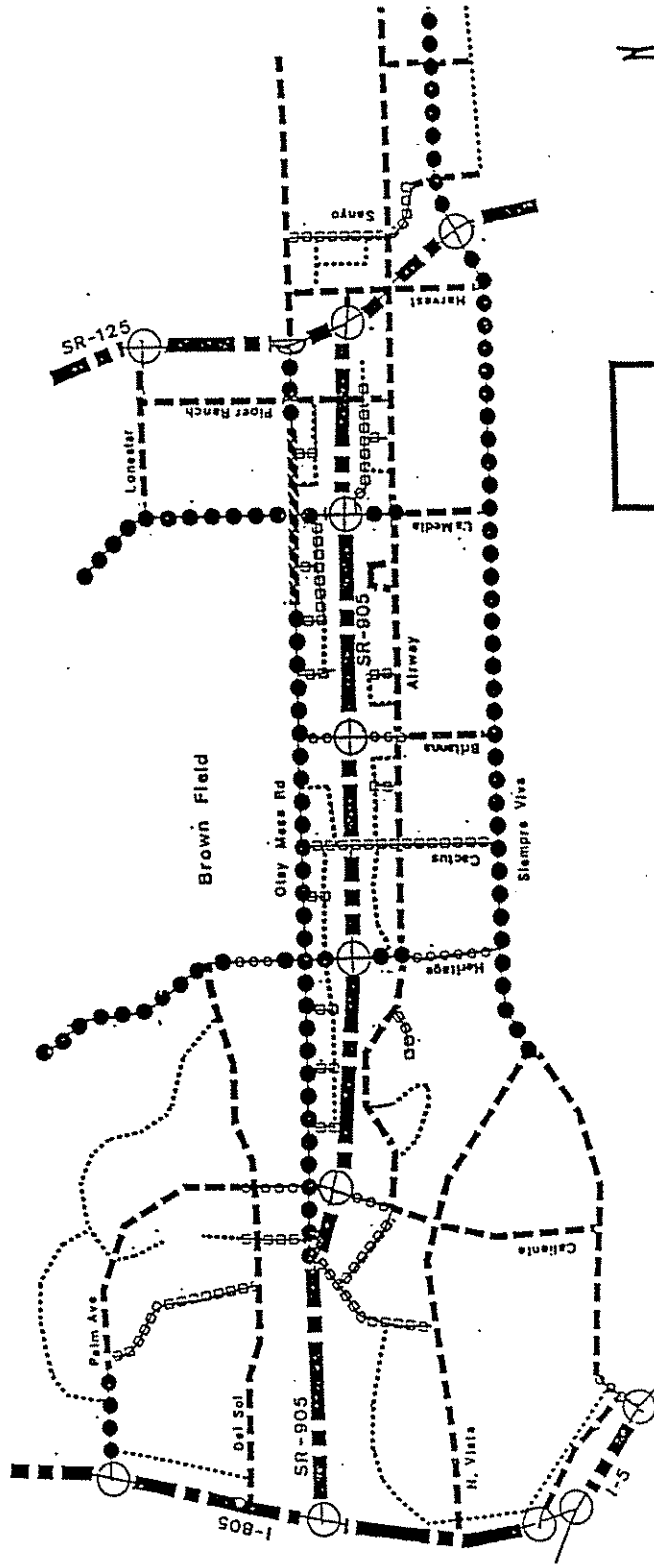 N
Sanyo
SR-125
Harvest
Lonestar
Piper Ranch
La Media
SR-905
Airway
Britanna
Brown Field
Otay Mesa Rd
Cactus
Siempre Viva
Heritage
Palm Ave
Caliente
Del Sol
SR-905
H. Vista
I-805
I-5